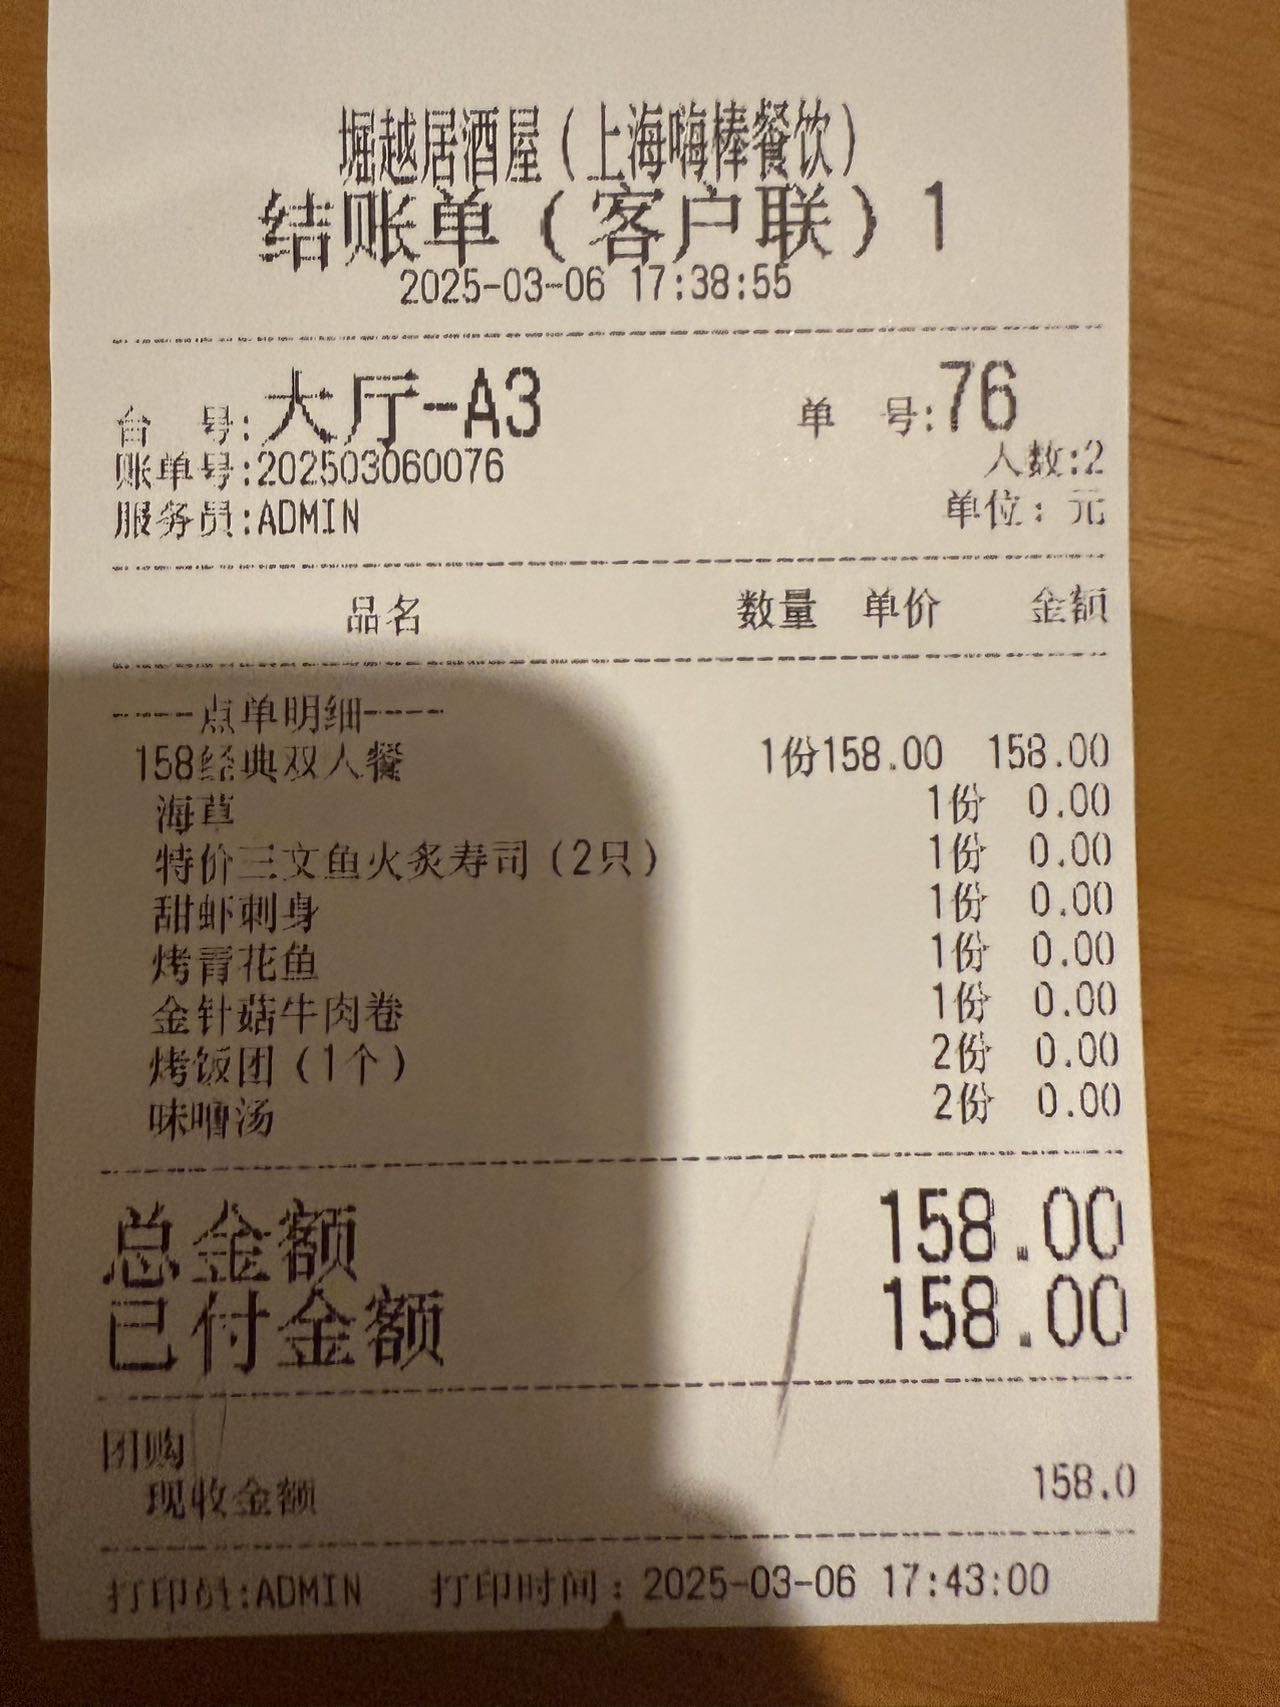 堀越居酒屋(上海嗨棒餐饮)
结账单(客户联)1
2025-03-06 17:38:55
台 号:大厅-A3 单 号:76
账单号:202503060076 人数:2
服务员:ADMIN 单位:元
品名 数量 单价 金额
----点单明细----
158经典双人餐 1份158.00 158.00
海草 1份 0.00
特价三文鱼火炙寿司(2只) 1份 0.00
甜虾刺身 1份 0.00
烤青花鱼 1份 0.00
金针菇牛肉卷 1份 0.00
烤饭团(1个) 2份 0.00
味噌汤 2份 0.00
总金额 158.00
已付金额 158.00
团购
现收金额 158.0
打印员:ADMIN 打印时间:2025-03-06 17:43:00